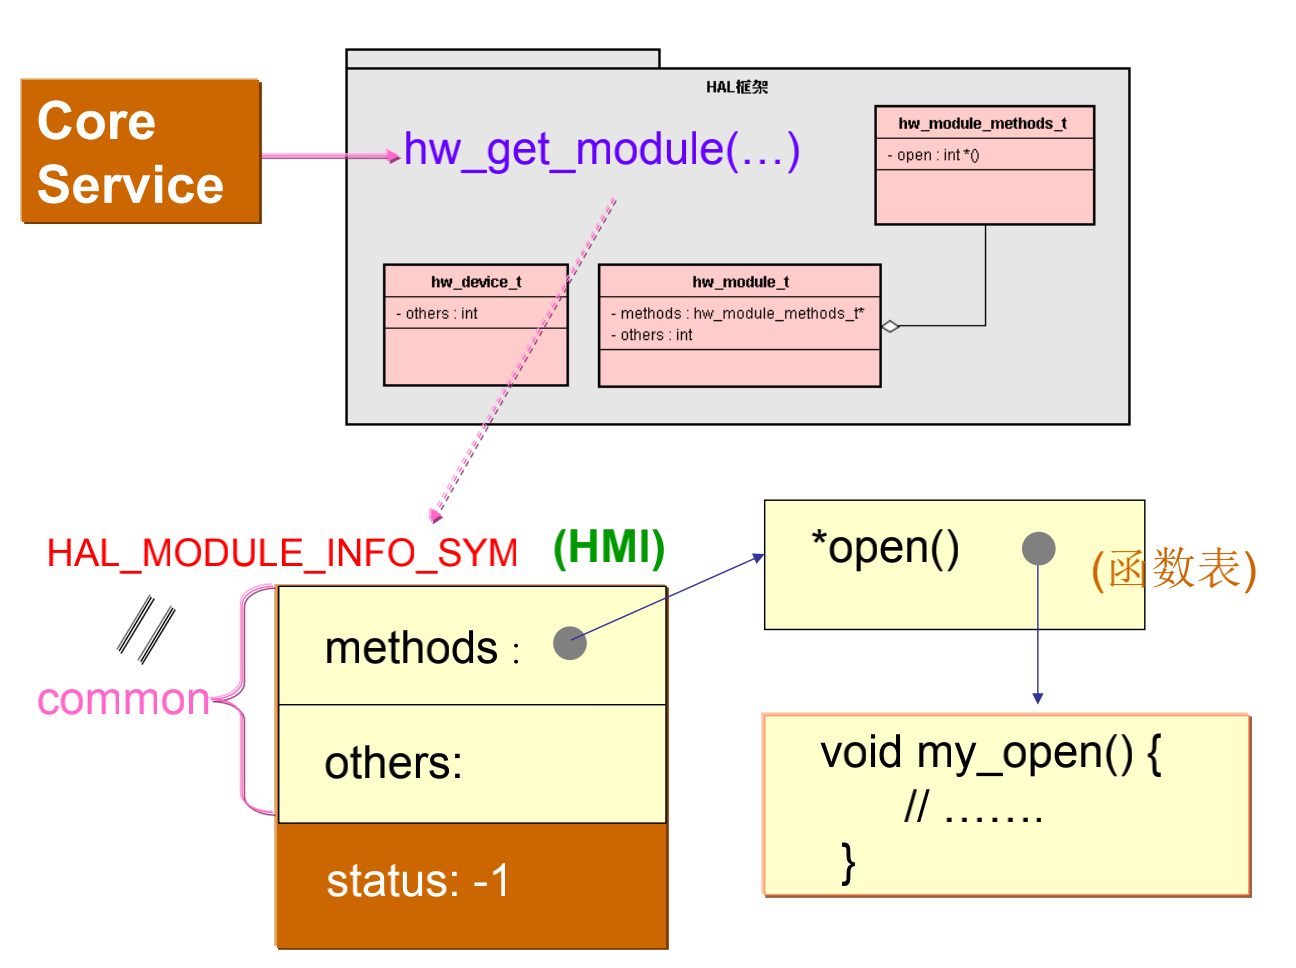 HAL框架
Core
Service
hw_get_module(…)
hw_module_methods_t
- open : int *()
hw_device_t
- others : int
hw_module_t
- methods : hw_module_methods_t*
- others : int
HAL_MODULE_INFO_SYM
(HMI)
*open()
(函数表)
methods :
common
others:
status: -1
void my_open() {
// …….
}